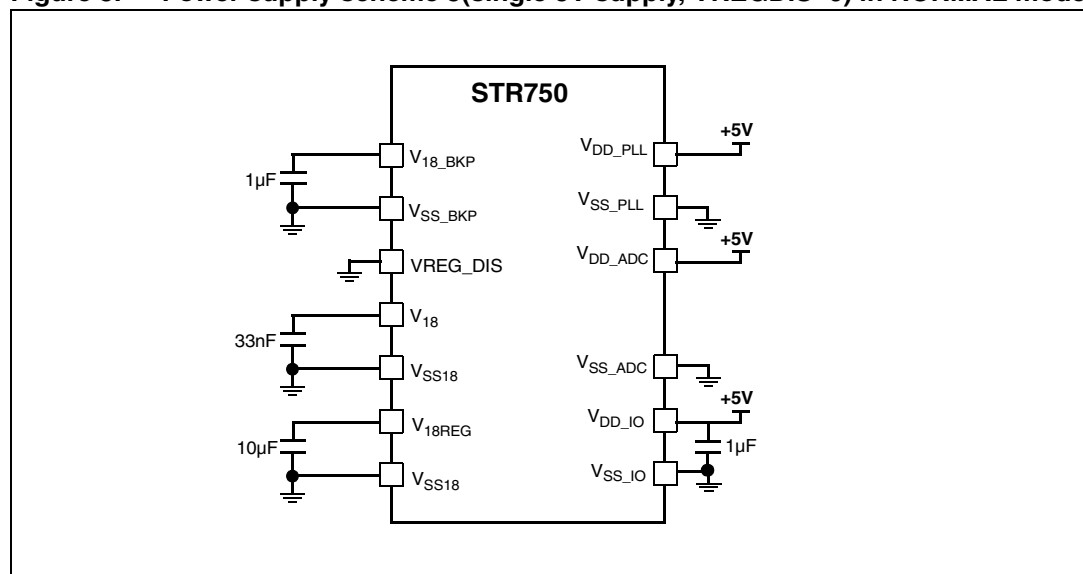 STR750
V18_BKP
1µF
VSS_BKP
VREG_DIS
V18
33nF
VSS18
V18REG
10µF
VSS18
+5V
VDD_PLL
VSS_PLL
+5V
VDD_ADC
VSS_ADC
+5V
VDD_IO
1µF
VSS_IO